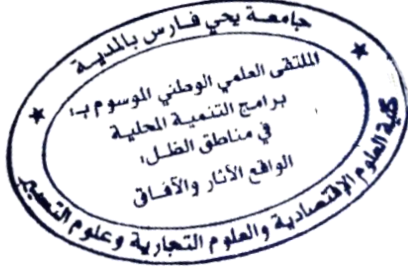 جامعة يحي فارس بالمدية
الملتقى العلمي الوطني الموسوم بـ:
برامج التنمية المحلية
في مناطق الظل:
الواقع الآثار والآفاق
كلية العلوم الإقتصادية والعلوم التجارية وعلوم التسيير